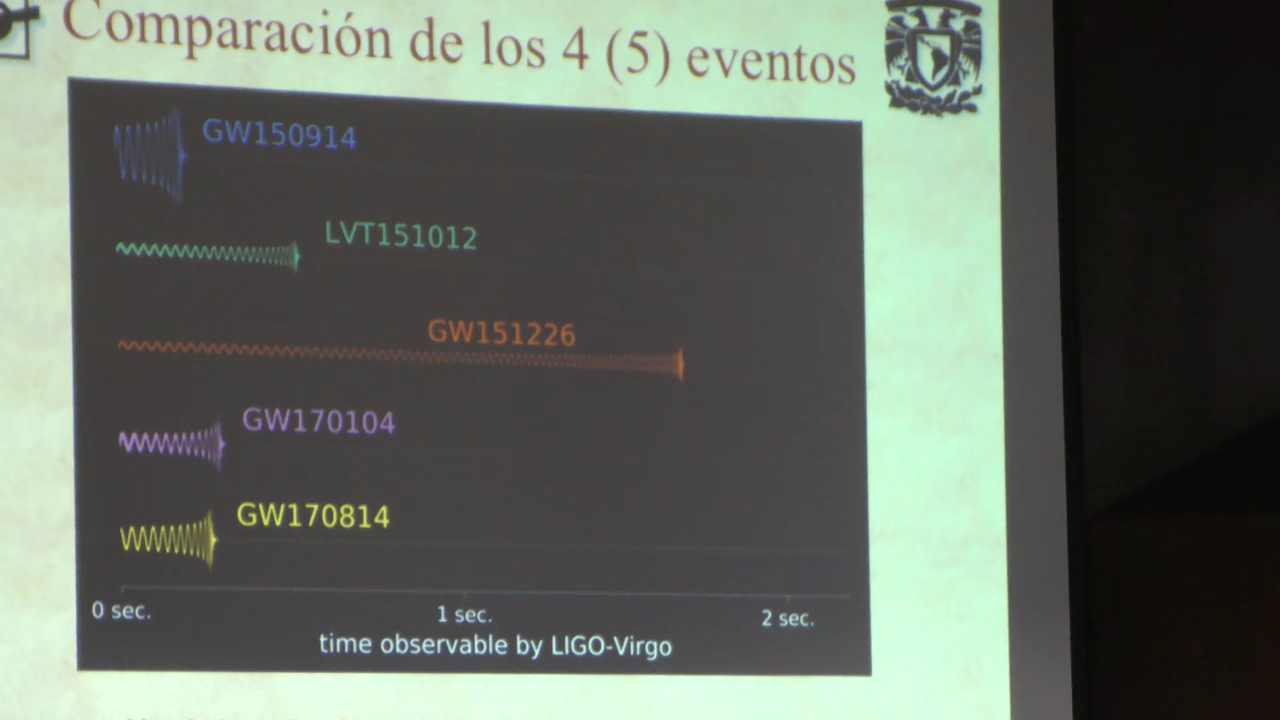 Comparación de los 4 (5) eventos
GW150914
LVT151012
GW151226
GW170104
GW170814
0 sec.
1 sec.
2 sec.
time observable by LIGO-Virgo